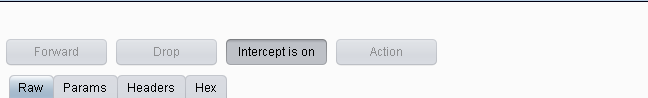 Forward Drop Intercept is on Action
Raw Params Headers Hex